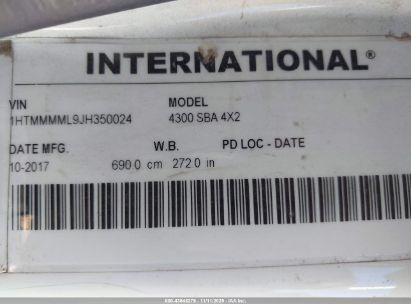 INTERNATIONAL®
VIN MODEL
1HTMMMML9JH350024 4300 SBA 4X2
DATE MFG. W.B. PD LOC - DATE
10-2017 690.0 cm 272.0 in